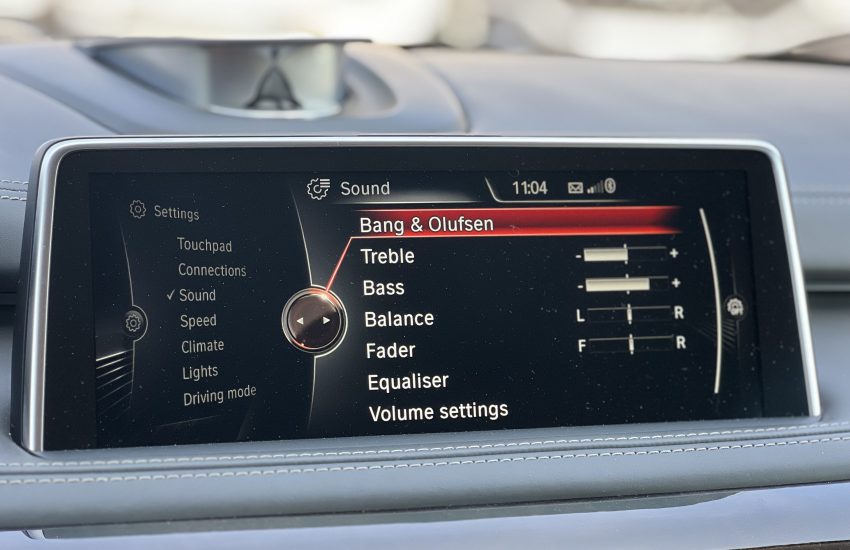 Sound
11:04
Settings
Touchpad
Connections
✓ Sound
Speed
Climate
Lights
Driving mode
Bang & Olufsen
Treble - +
Bass - +
Balance L R
Fader F R
Equaliser
Volume settings